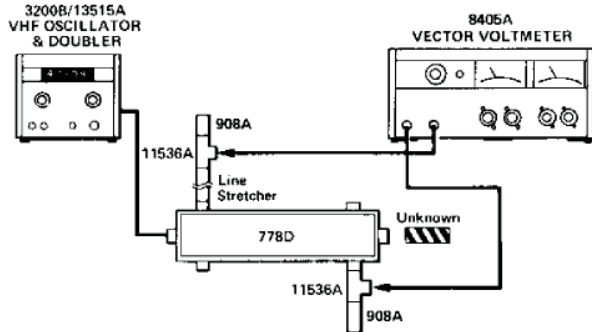 3200B/13515A
VHF OSCILLATOR
& DOUBLER
8405A
VECTOR VOLTMETER
908A
11536A
Line
Stretcher
Unknown
778D
11536A
908A